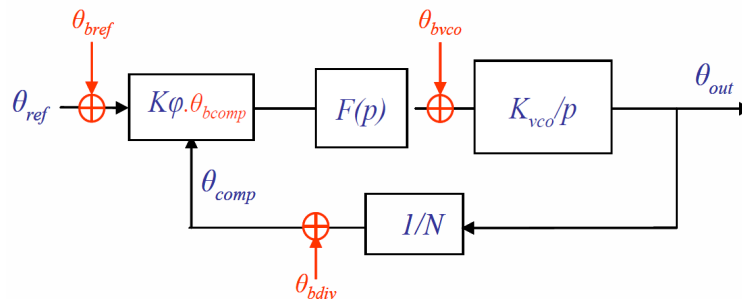 θbref
θbvco
θref
Kφ.θbcomp
F(p)
Kvco/p
θout
θcomp
1/N
θbdiv